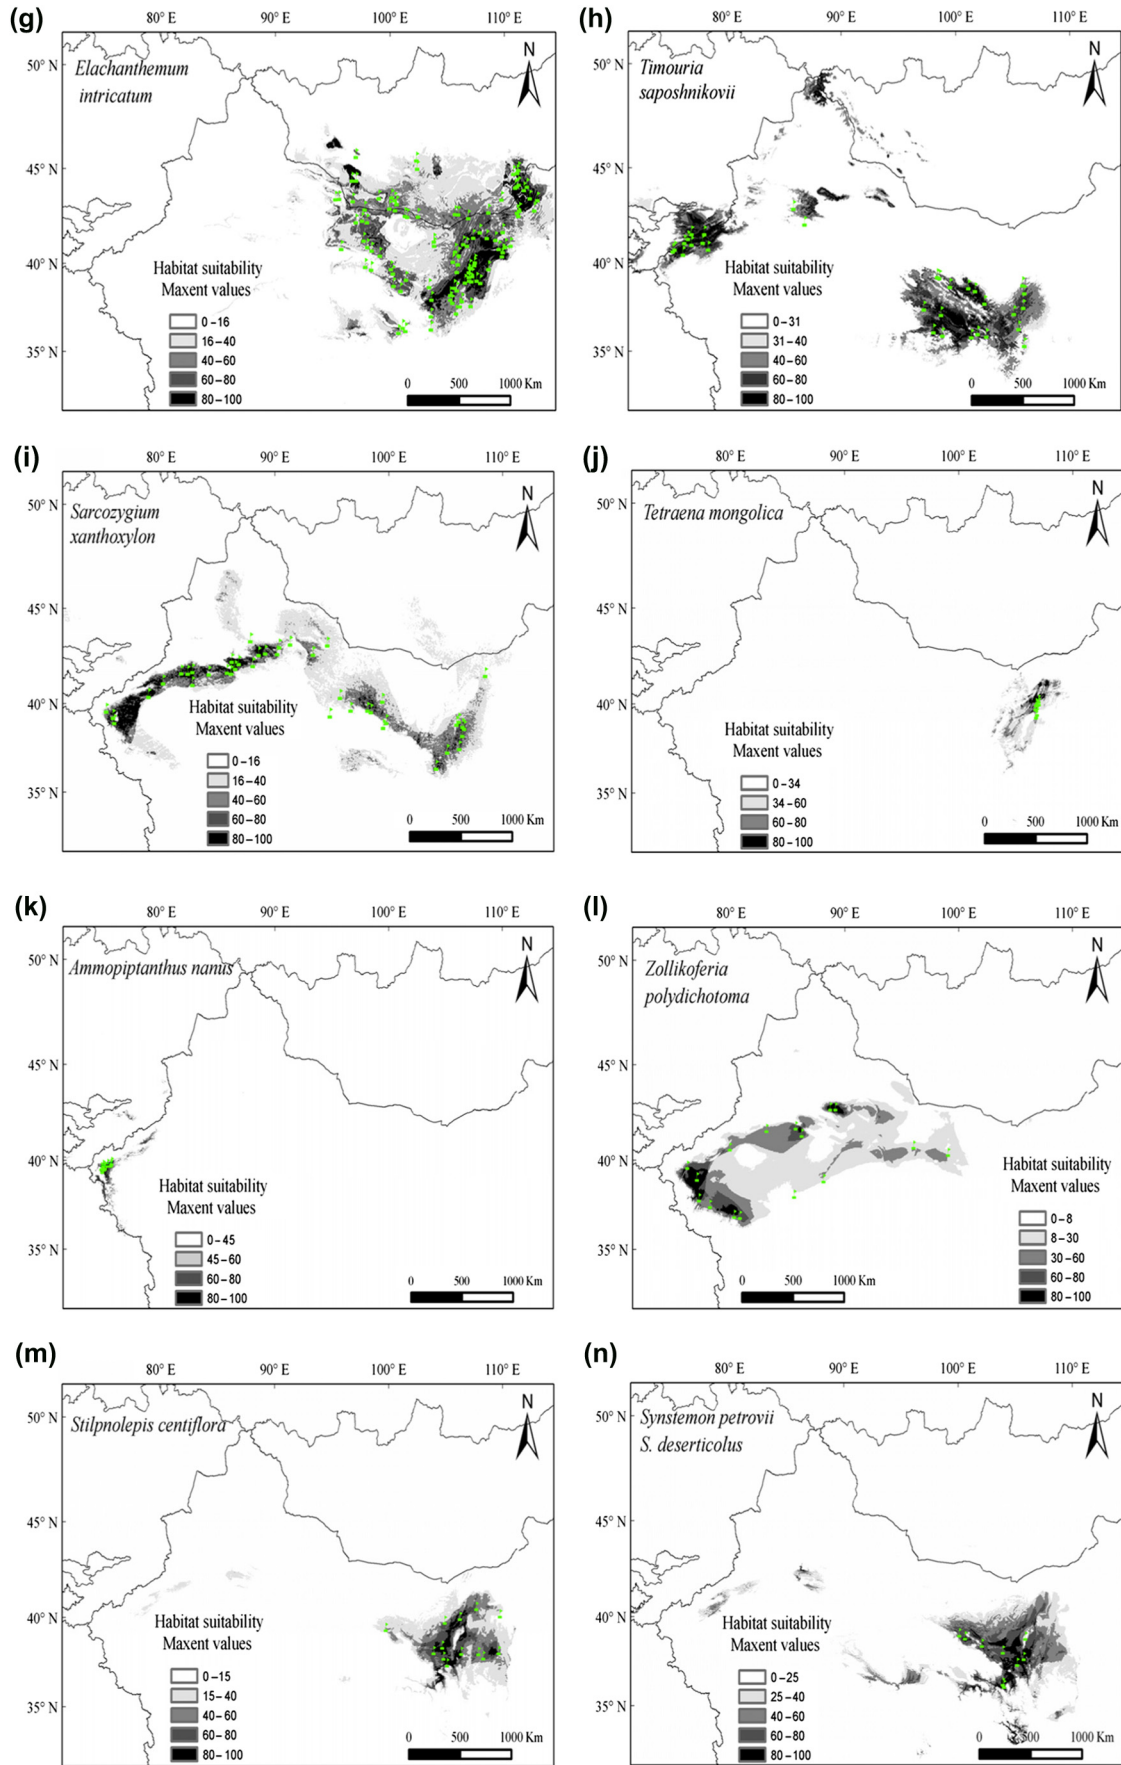 (g)
80° E 90° E 100° E 110° E
50° N
45° N
40° N
35° N
Elachanthemum
intricatum
N
Habitat suitability
Maxent values
0–16
16–40
40–60
60–80
80–100
0 500 1000 Km
(h)
80° E 90° E 100° E 110° E
50° N
45° N
40° N
35° N
Timouria
saposhnikovii
N
Habitat suitability
Maxent values
0–31
31–40
40–60
60–80
80–100
0 500 1000 Km
(i)
80° E 90° E 100° E 110° E
50° N
45° N
40° N
35° N
Sarcozygium
xanthoxylon
N
Habitat suitability
Maxent values
0–16
16–40
40–60
60–80
80–100
0 500 1000 Km
(j)
80° E 90° E 100° E 110° E
50° N
45° N
40° N
35° N
Tetraena mongolica
N
Habitat suitability
Maxent values
0–34
34–60
60–80
80–100
0 500 1000 Km
(k)
80° E 90° E 100° E 110° E
50° N
45° N
40° N
35° N
Ammopiptanthus nanus
N
Habitat suitability
Maxent values
0–45
45–60
60–80
80–100
0 500 1000 Km
(l)
80° E 90° E 100° E 110° E
50° N
45° N
40° N
35° N
Zollikoferia
polydichotoma
N
Habitat suitability
Maxent values
0–8
8–30
30–60
60–80
80–100
0 500 1000 Km
(m)
80° E 90° E 100° E 110° E
50° N
45° N
40° N
35° N
Stilpnolepis centiflora
N
Habitat suitability
Maxent values
0–15
15–40
40–60
60–80
80–100
0 500 1000 Km
(n)
80° E 90° E 100° E 110° E
50° N
45° N
40° N
35° N
Synstemon petrovii
S. deserticolus
N
Habitat suitability
Maxent values
0–25
25–40
40–60
60–80
80–100
0 500 1000 Km